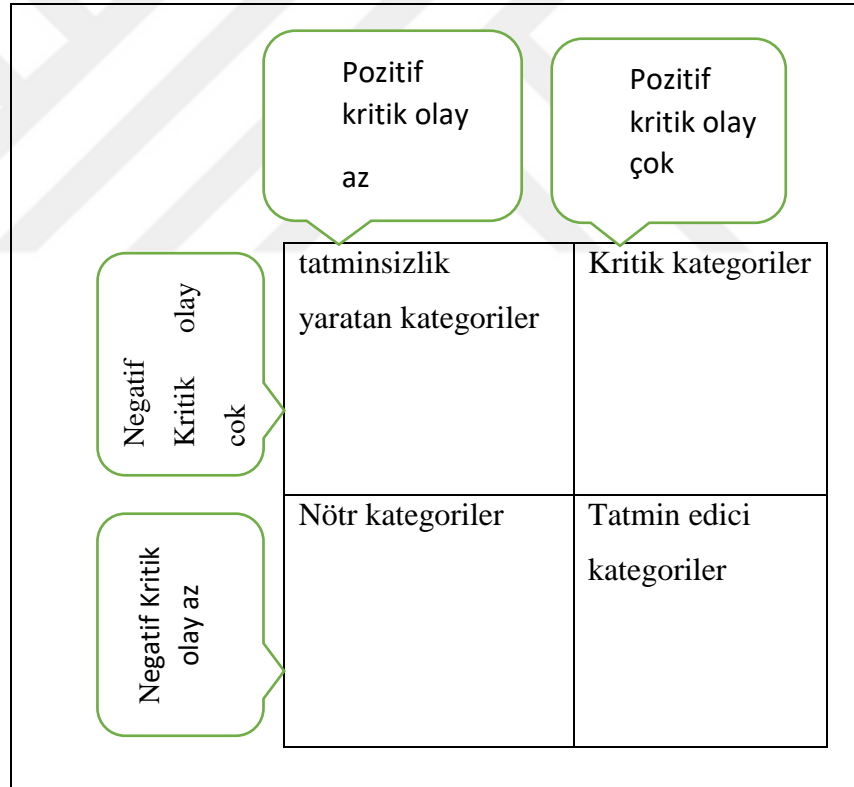 Pozitif
kritik olay
az
Pozitif
kritik olay
çok
Negatif
Kritik olay
cok
tatminsizlik
yaratan kategoriler
Kritik kategoriler
Negatif Kritik
olay az
Nötr kategoriler
Tatmin edici
kategoriler